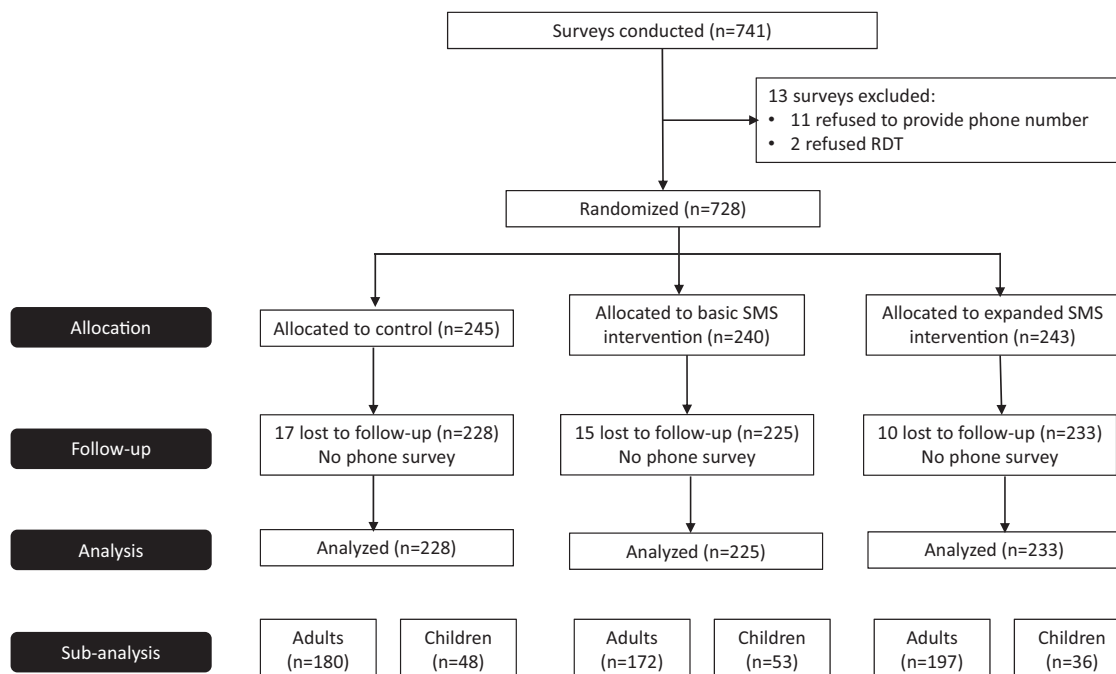 Surveys conducted (n=741)
13 surveys excluded:
• 11 refused to provide phone number
• 2 refused RDT
Randomized (n=728)
Allocation
Allocated to control (n=245)
Allocated to basic SMS
intervention (n=240)
Allocated to expanded SMS
intervention (n=243)
Follow-up
17 lost to follow-up (n=228)
No phone survey
15 lost to follow-up (n=225)
No phone survey
10 lost to follow-up (n=233)
No phone survey
Analysis
Analyzed (n=228)
Analyzed (n=225)
Analyzed (n=233)
Sub-analysis
Adults
(n=180)
Children
(n=48)
Adults
(n=172)
Children
(n=53)
Adults
(n=197)
Children
(n=36)